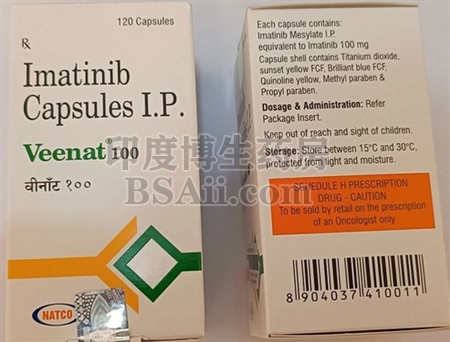 120 Capsules
Rx
Imatinib
Capsules I.P.
Veenat® 100
वीनाँट १००
NATCO
Each capsule contains:
Imatinib Mesylate I.P.
equivalent to Imatinib 100 mg
Capsule shell contains Titanium dioxide,
sunset yellow FCF, Brilliant blue FCF,
Quinoline yellow, Methyl paraben &
Propyl paraben.
Dosage & Administration: Refer
Package Insert.
Keep out of reach and sight of children.
Storage: Store between 15°C and 30°C,
protected from light and moisture.
SCHEDULE H PRESCRIPTION
DRUG - CAUTION
To be sold by retail on the prescription
of an Oncologist only
8 904037 410011
印度博生药房
BSAii.com